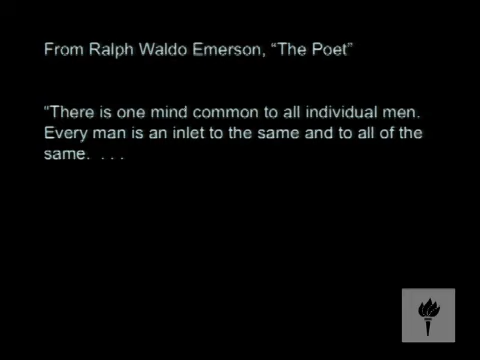 From Ralph Waldo Emerson, “The Poet”
“There is one mind common to all individual men.
Every man is an inlet to the same and to all of the
same. . . .